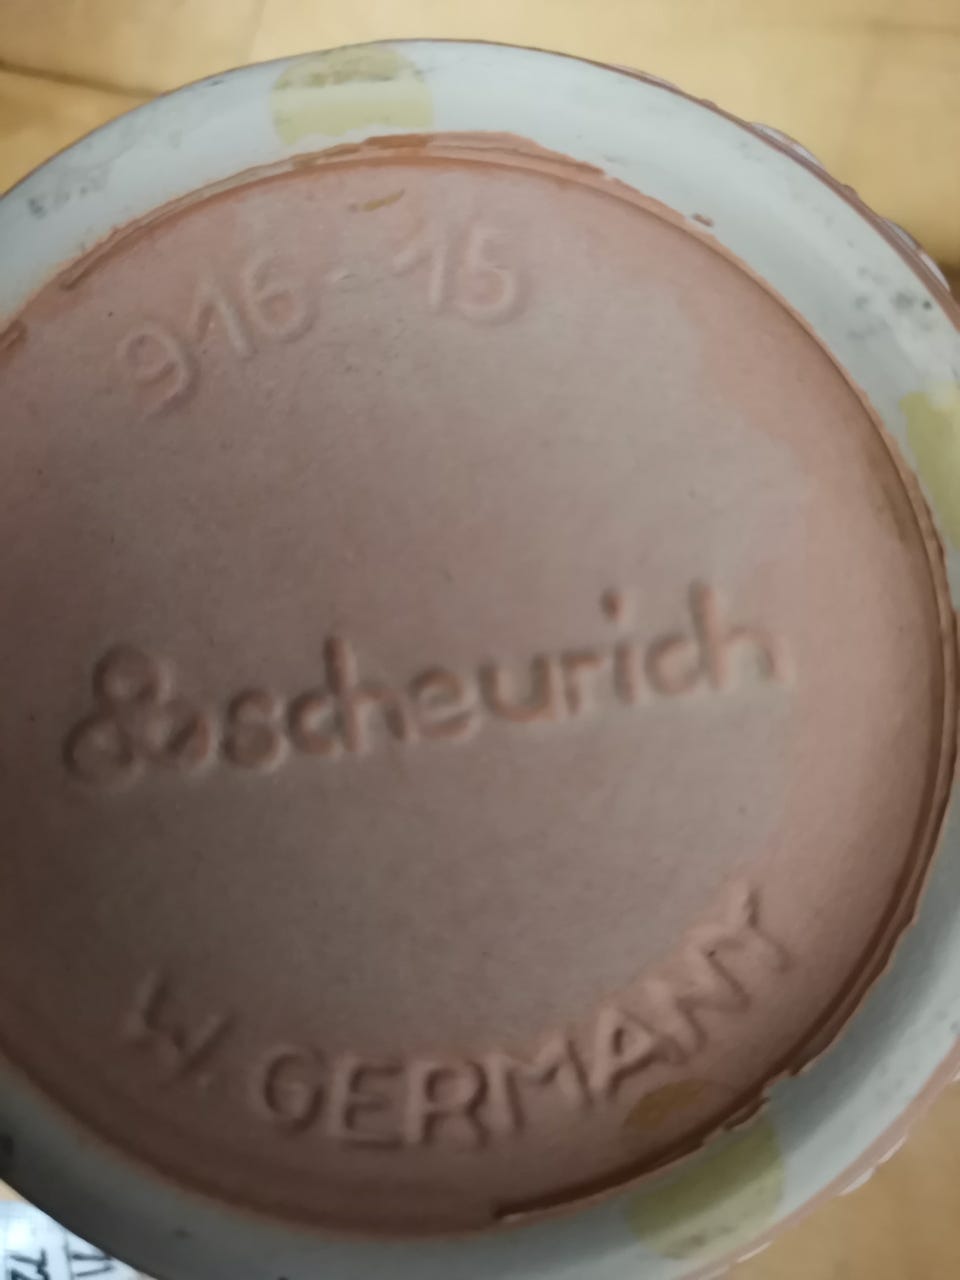 916-15
scheurich
W. GERMANY